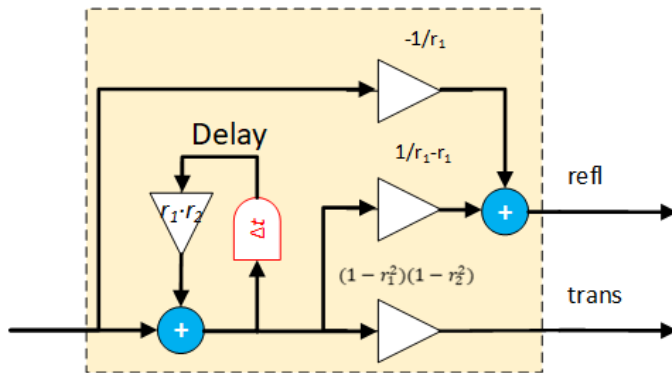 -1/r₁
Delay
1/r₁-r₁
refl
r₁·r₂
Δt
+
(1 − r₁²)(1 − r₂²)
trans
+